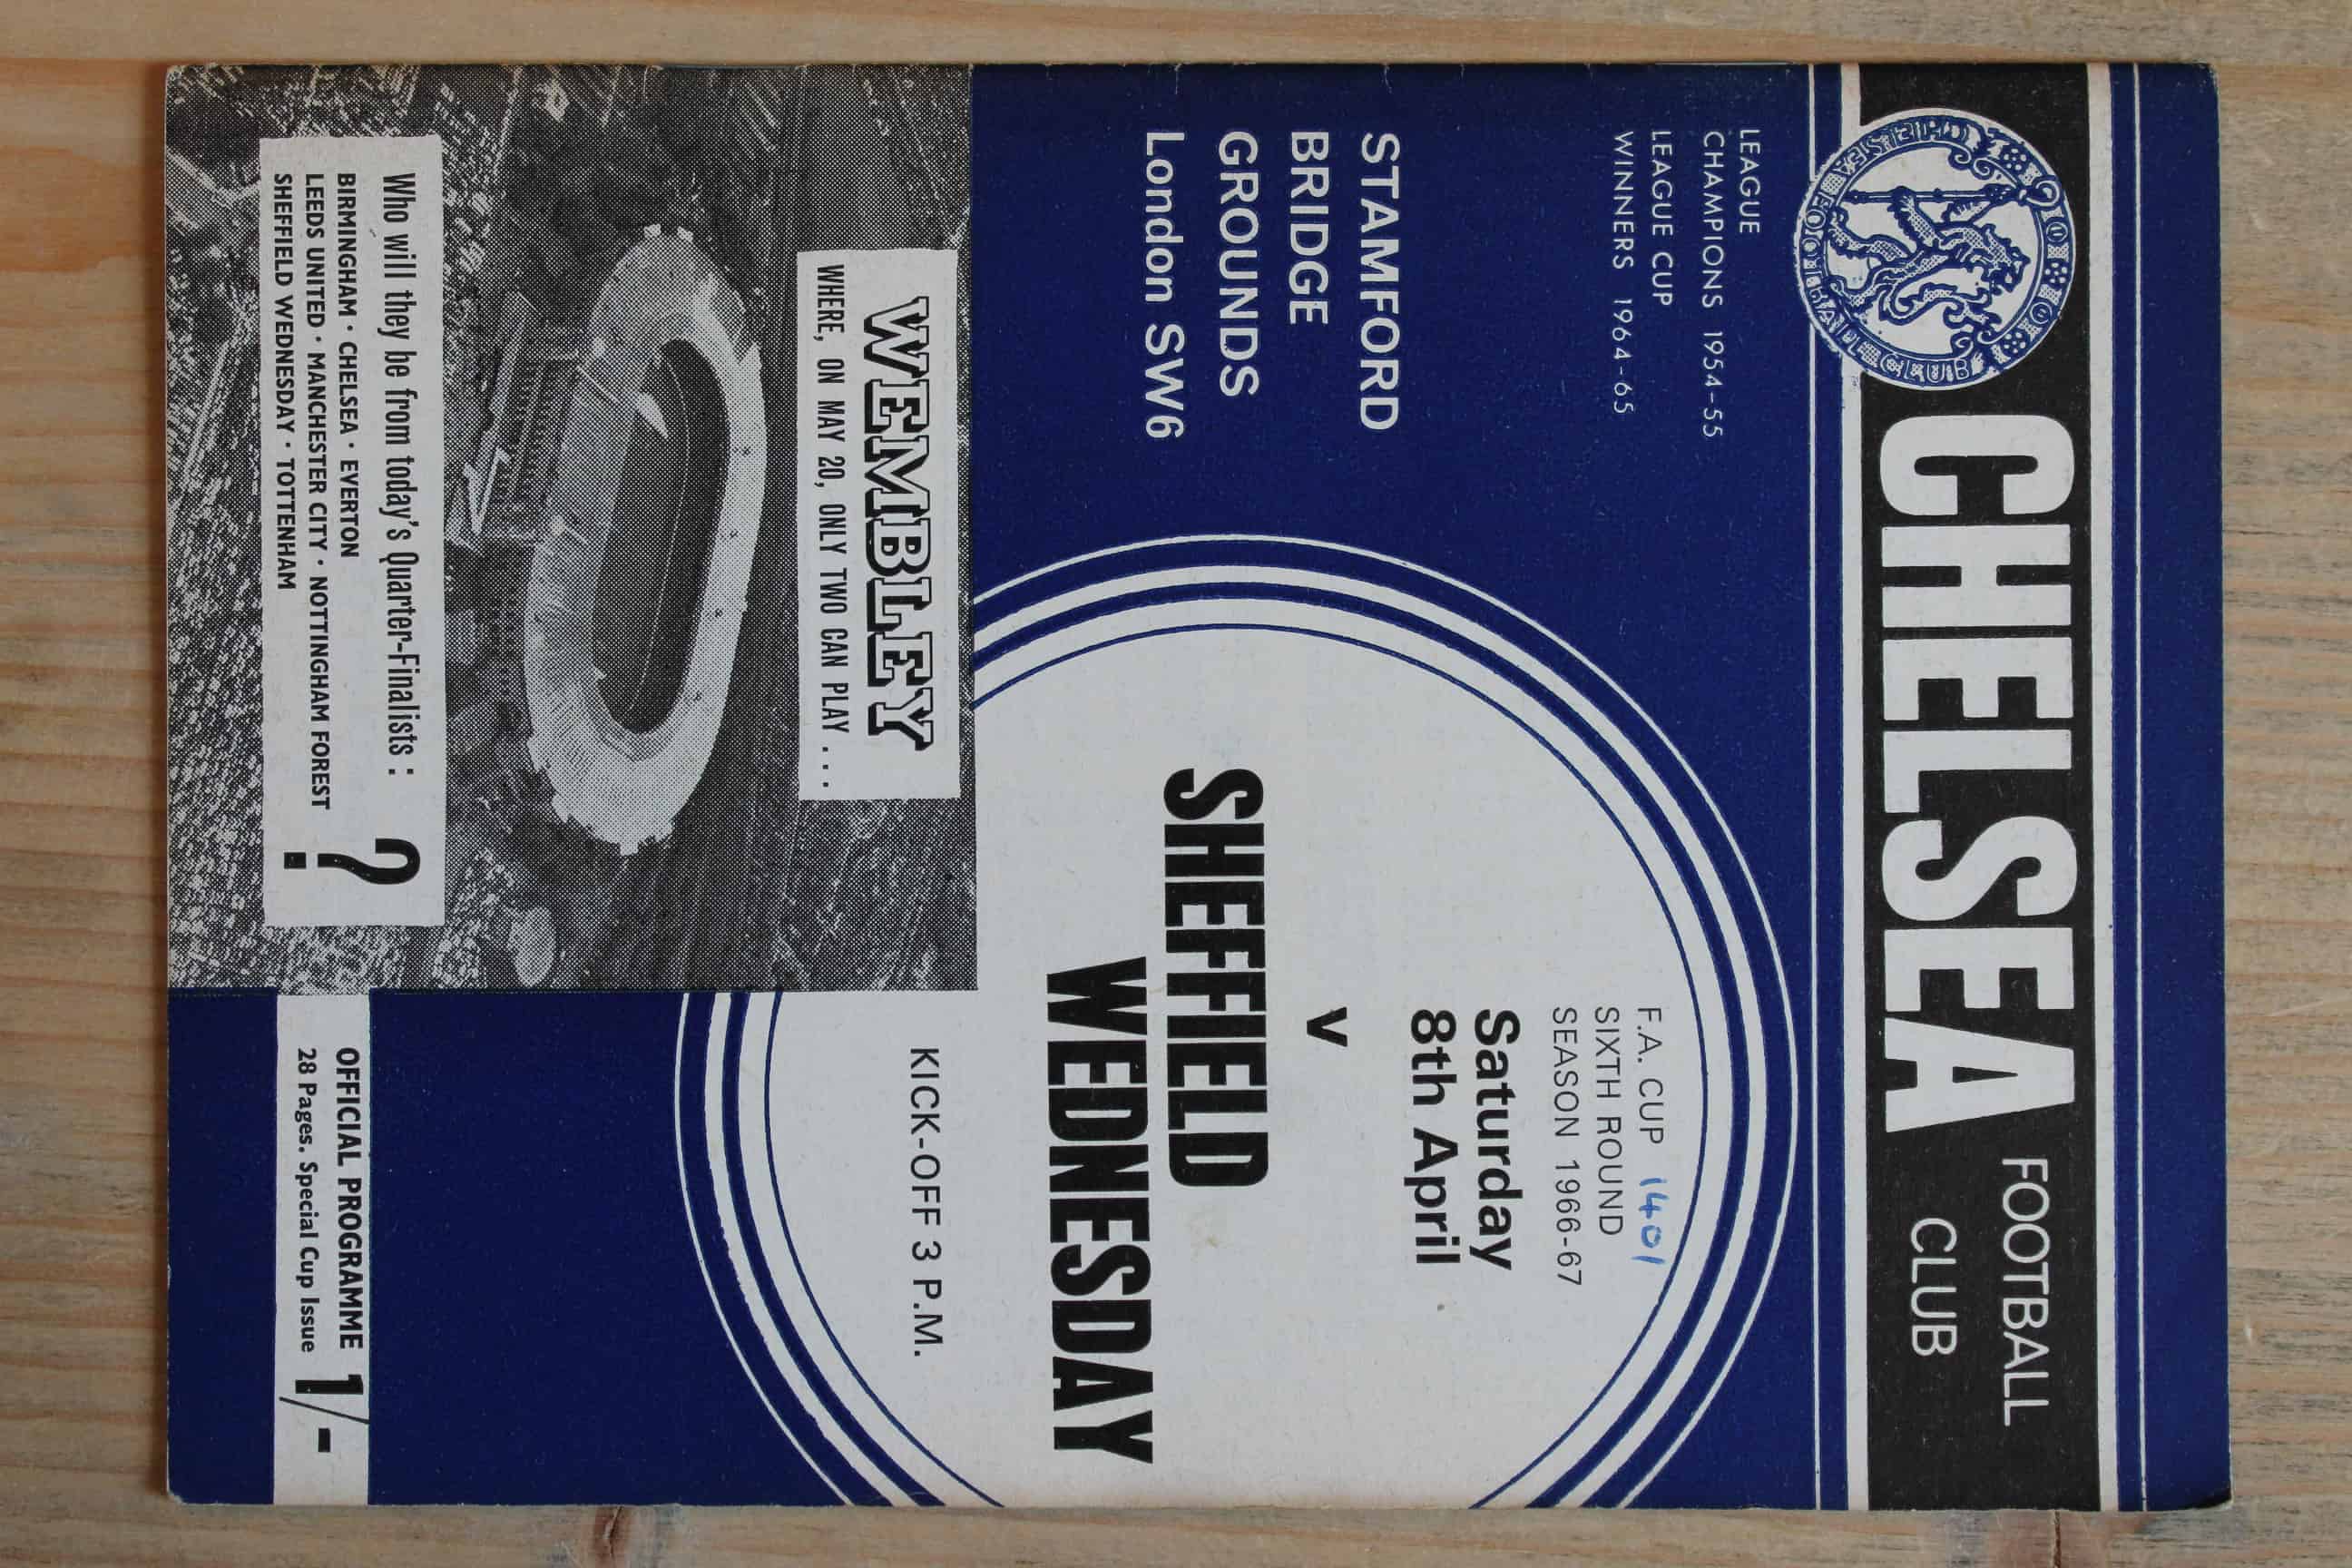 CHELSEA FOOTBALL CLUB
CHELSEA
FOOTBALL CLUB
LEAGUE
CHAMPIONS 1954-55
LEAGUE CUP
WINNERS 1964-65
STAMFORD
BRIDGE
GROUNDS
London SW6
F.A. CUP 1401
SIXTH ROUND
SEASON 1966-67
Saturday
8th April
v
SHEFFIELD
WEDNESDAY
KICK-OFF 3 P.M.
WEMBLEY
WHERE, ON MAY 20, ONLY TWO CAN PLAY . . .
Who will they be from today's Quarter-Finalists :
BIRMINGHAM · CHELSEA · EVERTON
LEEDS UNITED · MANCHESTER CITY · NOTTINGHAM FOREST
SHEFFIELD WEDNESDAY · TOTTENHAM
?
OFFICIAL PROGRAMME 1/-
28 Pages. Special Cup Issue